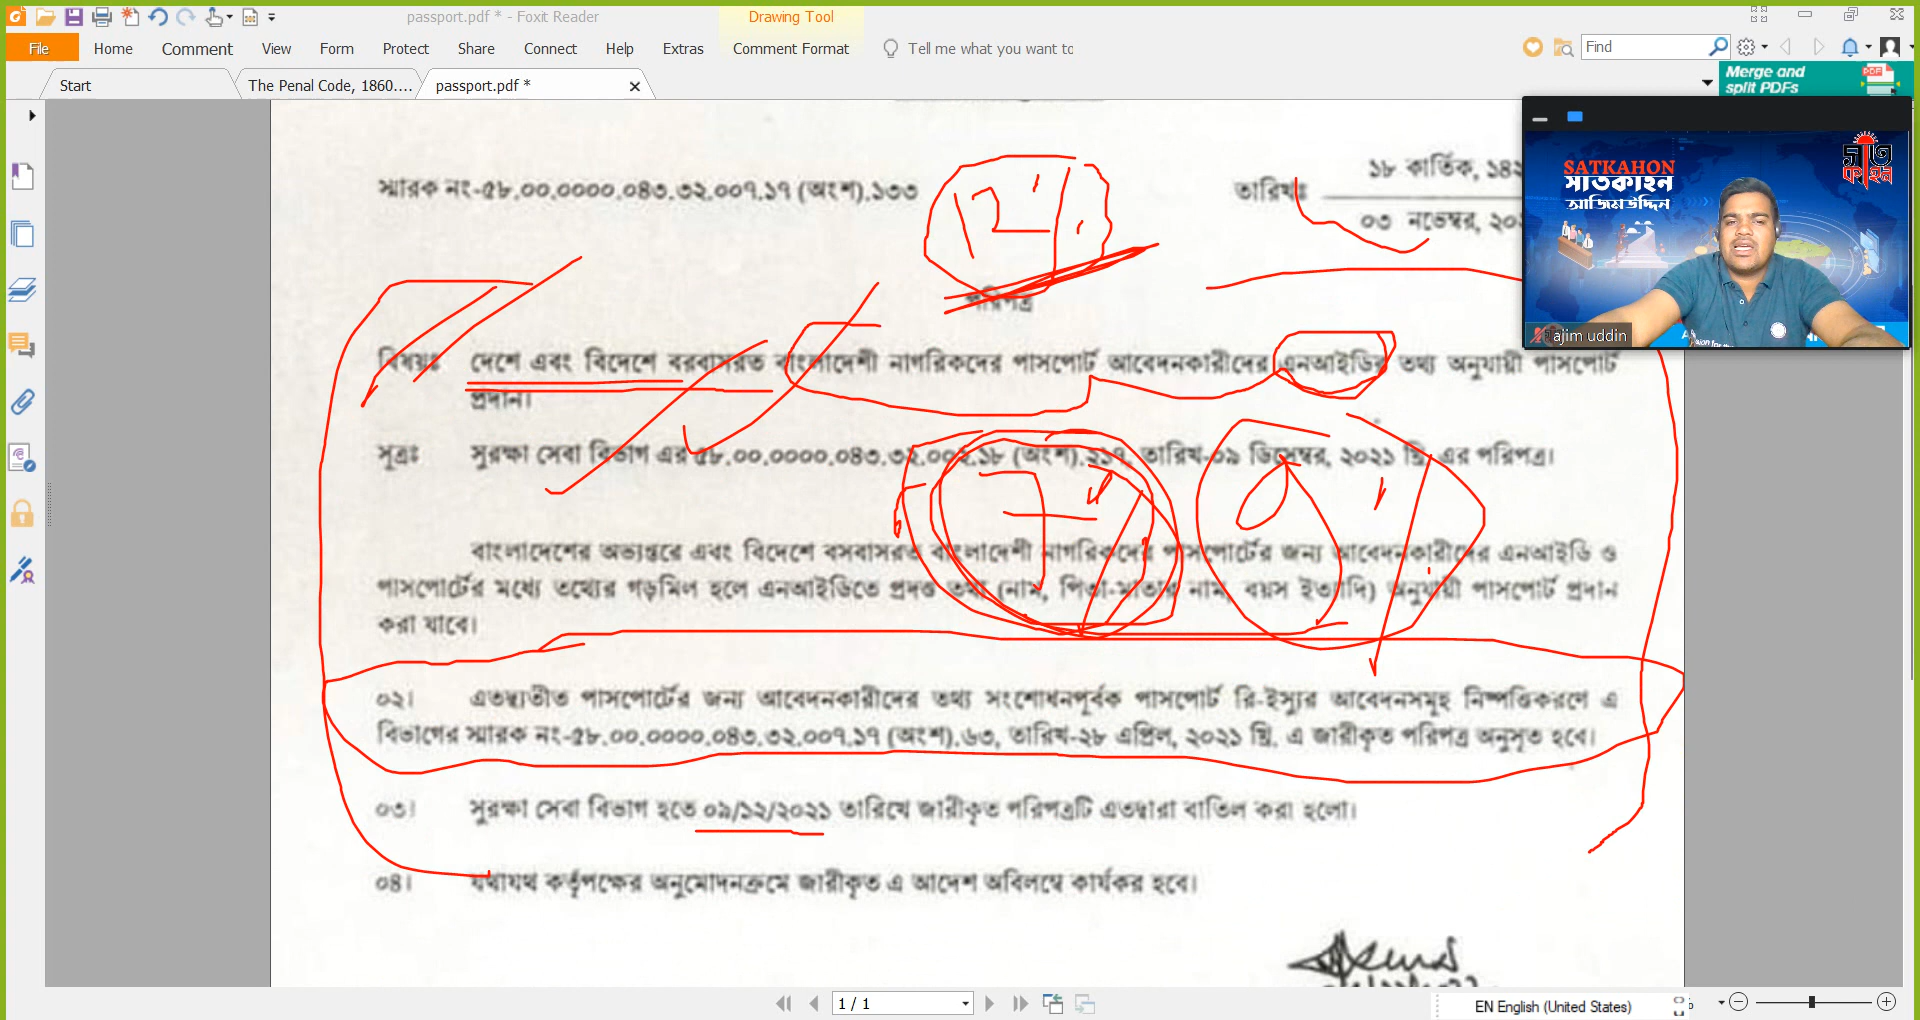 passport.pdf * - Foxit Reader
Drawing Tool
File Home Comment View Form Protect Share Connect Help Extras Comment Format Tell me what you want to
Find
Start The Penal Code, 1860.... passport.pdf *
Merge and
split PDFs
SATKAHON
সাতকাহন
আজিম উদ্দিন
সাত
কাহন
ajim uddin
স্মারক নং-৫৮.০০.০০০০.০৪৩.৩২.০০৭.১৭ (অংশ).১৩৩
১৮ কার্তিক, ১৪২
তারিখঃ
০৩ নভেম্বর, ২০২
পরিপত্র
বিষয়ঃ দেশে এবং বিদেশে বরবাসরত বাংলাদেশী নাগরিকদের পাসপোর্ট আবেদনকারীদের এনআইডির তথ্য অনুযায়ী পাসপোর্ট
প্রদান।
সূত্রঃ সুরক্ষা সেবা বিভাগ এর ৫৮.০০.০০০০.০৪৩.৩২.০০২.১৮ (অংশ).২১৭, তারিখ-০৯ ডিসেম্বর, ২০২১ খ্রি. এর পরিপত্র।
বাংলাদেশের অভ্যন্তরে এবং বিদেশে বসবাসরত বাংলাদেশী নাগরিকদের পাসপোর্টের জন্য আবেদনকারীদের এনআইডি ও
পাসপোর্টের মধ্যে তথ্যের গড়মিল হলে এনআইডিতে প্রদত্ত তথ্য (নাম, পিতা-মাতার নাম, বয়স ইত্যাদি) অনুযায়ী পাসপোর্ট প্রদান
করা যাবে।
০২। এতদ্ব্যতীত পাসপোর্টের জন্য আবেদনকারীদের তথ্য সংশোধনপূর্বক পাসপোর্ট রি-ইস্যুর আবেদনসমূহ নিষ্পত্তিকরণে এ
বিভাগের স্মারক নং-৫৮.০০.০০০০.০৪৩.৩২.০০৭.১৭ (অংশ).৬৩, তারিখ-২৮ এপ্রিল, ২০২১ খ্রি. এ জারীকৃত পরিপত্র অনুসৃত হবে।
০৩। সুরক্ষা সেবা বিভাগ হতে ০৯/১২/২০২১ তারিখে জারীকৃত পরিপত্রটি এতদ্বারা বাতিল করা হলো।
০৪। যথাযথ কর্তৃপক্ষের অনুমোদনক্রমে জারীকৃত এ আদেশ অবিলম্বে কার্যকর হবে।
1 / 1
EN English (United States)